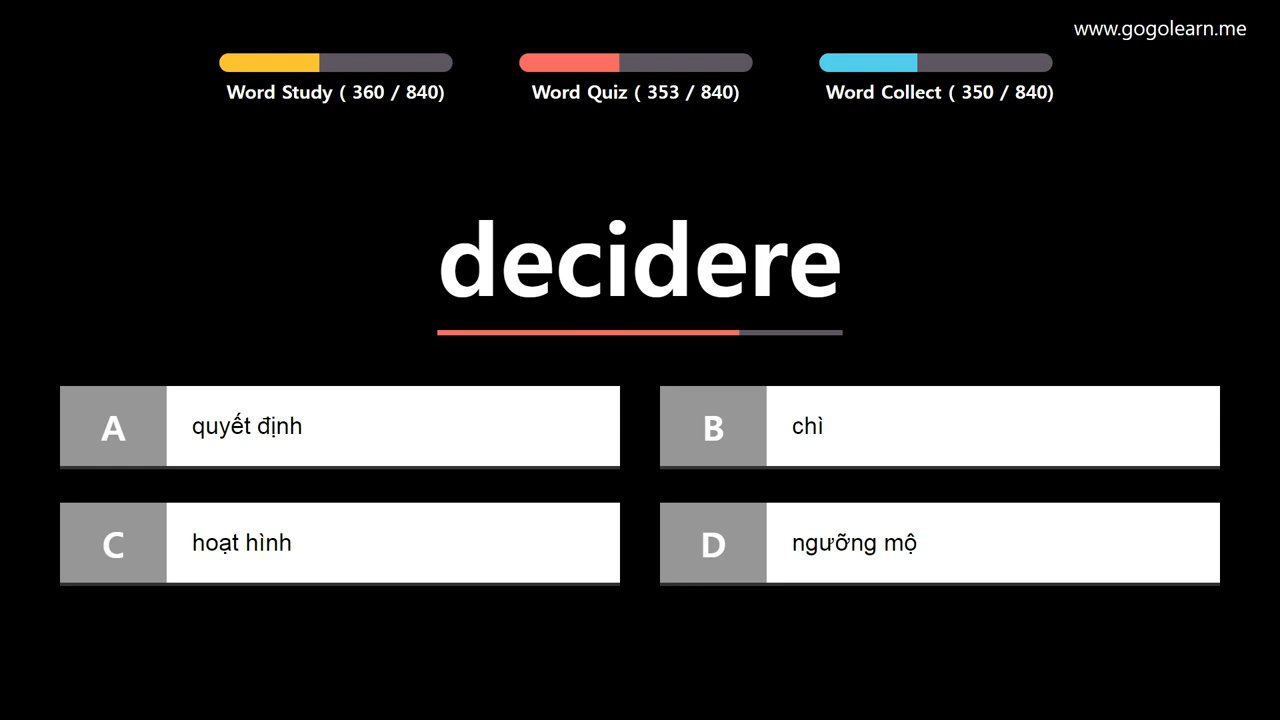 www.gogolearn.me
Word Study ( 360 / 840)
Word Quiz ( 353 / 840)
Word Collect ( 350 / 840)
decidere
A quyết định
B chì
C hoạt hình
D ngưỡng mộ